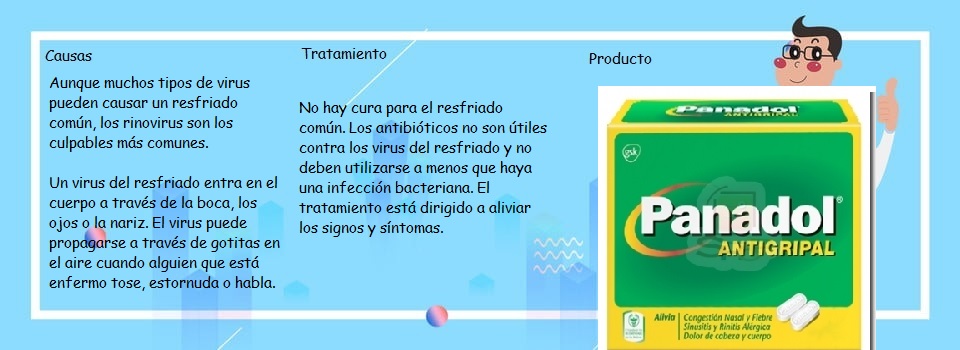 Causas
Aunque muchos tipos de virus
pueden causar un resfriado
común, los rinovirus son los
culpables más comunes.
Un virus del resfriado entra en el
cuerpo a través de la boca, los
ojos o la nariz. El virus puede
propagarse a través de gotitas en
el aire cuando alguien que está
enfermo tose, estornuda o habla.
Tratamiento
No hay cura para el resfriado
común. Los antibióticos no son útiles
contra los virus del resfriado y no
deben utilizarse a menos que haya
una infección bacteriana. El
tratamiento está dirigido a aliviar
los signos y síntomas.
Producto
Panadol
ANTIGRIPAL
gsk
Panadol®
ANTIGRIPAL
Alivia
Congestión Nasal y Fiebre
Sinusitis y Rinitis Alérgica
Dolor de cabeza y cuerpo